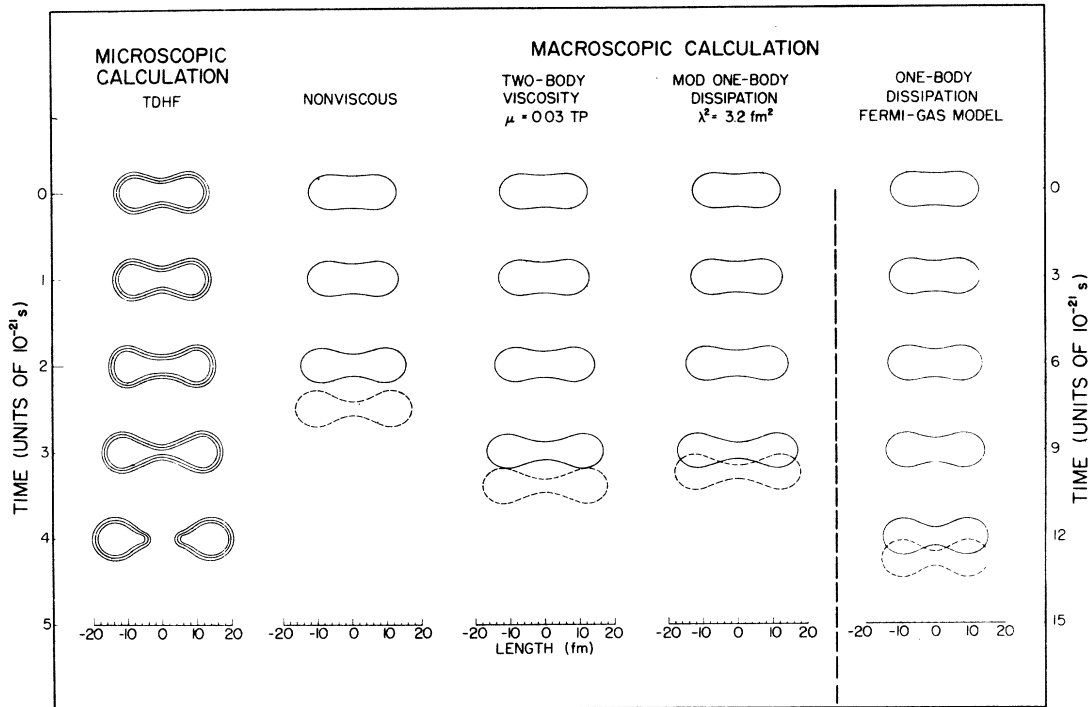 MICROSCOPIC
CALCULATION
TDHF
MACROSCOPIC CALCULATION
NONVISCOUS
TWO-BODY
VISCOSITY
μ = 0.03 TP
MOD ONE-BODY
DISSIPATION
λ² = 3.2 fm²
ONE-BODY
DISSIPATION
FERMI-GAS MODEL
TIME (UNITS OF 10⁻²¹ s)
0
1
2
3
4
5
0
3
6
9
12
15
TIME (UNITS OF 10⁻²¹ s)
-20 -10 0 10 20
-20 -10 0 10 20
-20 -10 0 10 20
-20 -10 0 10 20
-20 -10 0 10 20
LENGTH (fm)